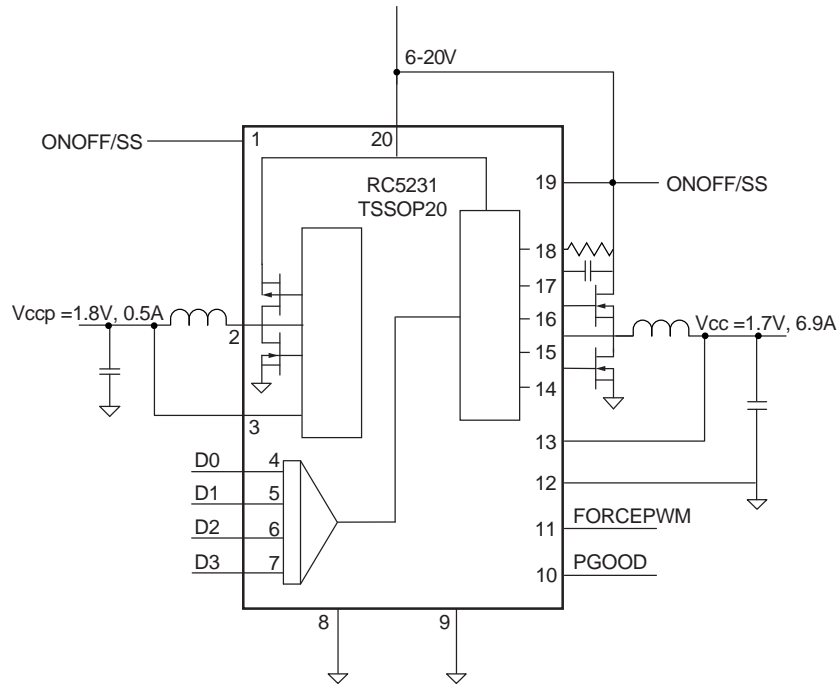 6-20V
ONOFF/SS
1
20
RC5231
TSSOP20
19
ONOFF/SS
18
17
16
15
14
Vccp =1.8V, 0.5A
2
Vcc =1.7V, 6.9A
3
13
D0
4
D1
5
D2
6
D3
7
12
11
FORCEPWM
10
PGOOD
8
9